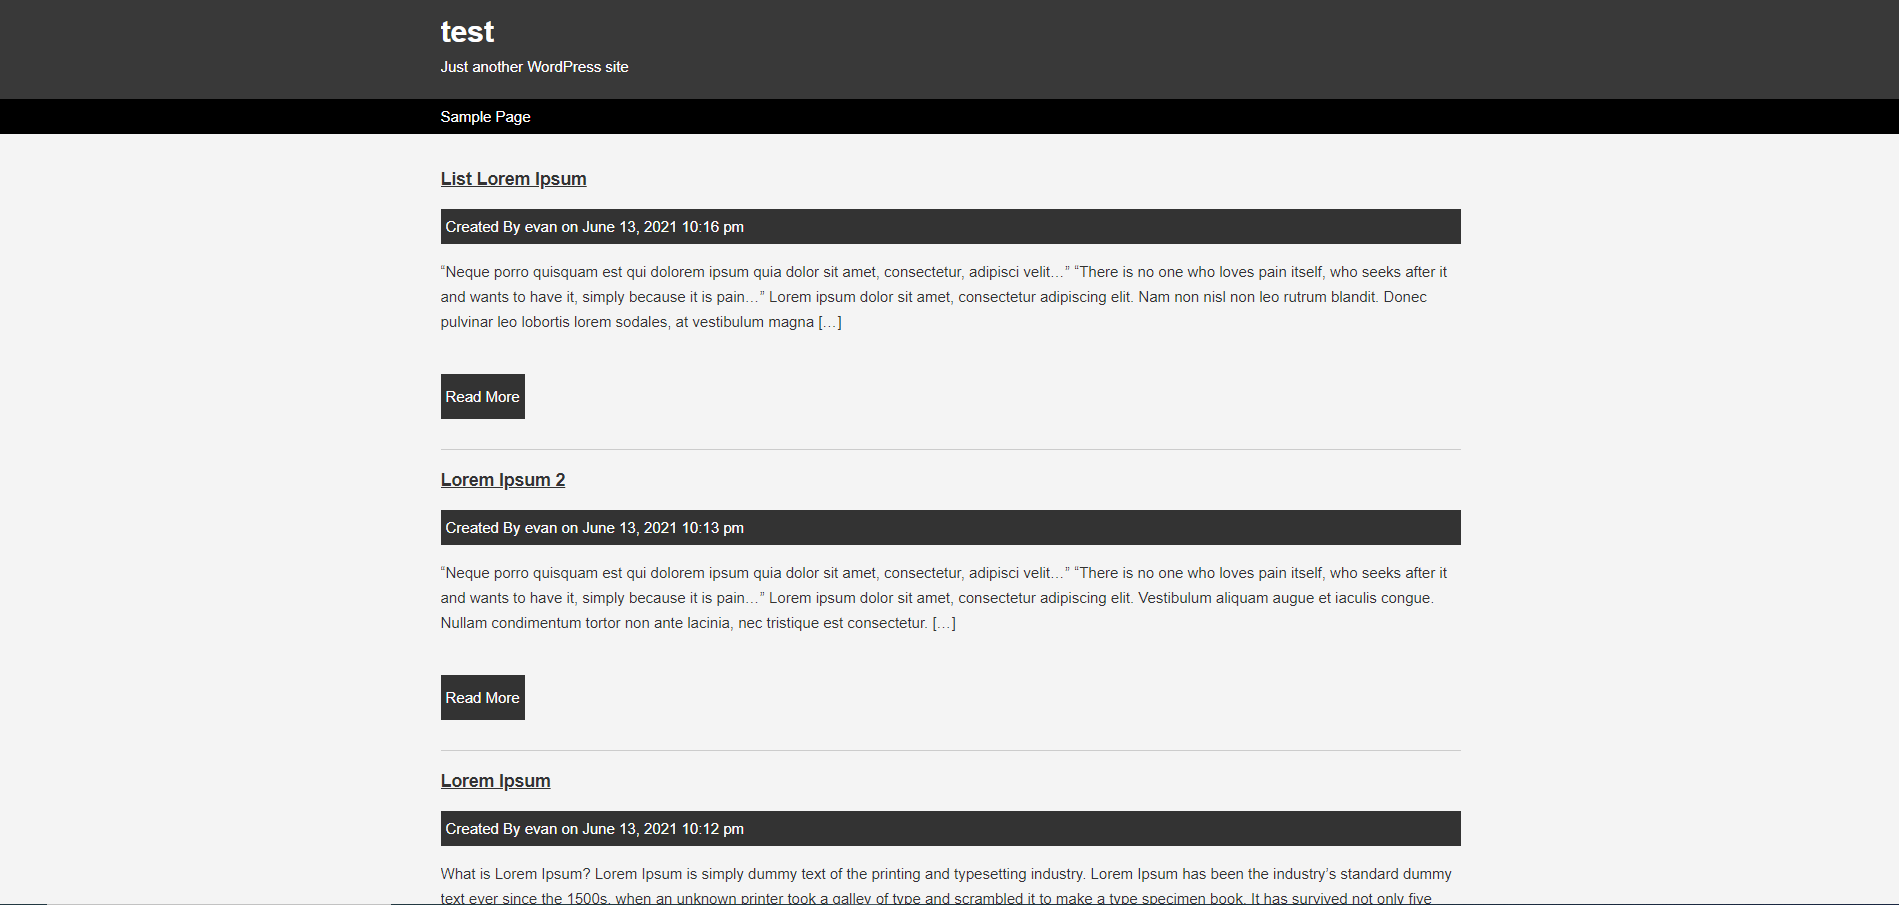 test
Just another WordPress site
Sample Page
List Lorem Ipsum
Created By evan on June 13, 2021 10:16 pm
“Neque porro quisquam est qui dolorem ipsum quia dolor sit amet, consectetur, adipisci velit…” “There is no one who loves pain itself, who seeks after it
and wants to have it, simply because it is pain…” Lorem ipsum dolor sit amet, consectetur adipiscing elit. Nam non nisl non leo rutrum blandit. Donec
pulvinar leo lobortis lorem sodales, at vestibulum magna […]
Read More
Lorem Ipsum 2
Created By evan on June 13, 2021 10:13 pm
“Neque porro quisquam est qui dolorem ipsum quia dolor sit amet, consectetur, adipisci velit…” “There is no one who loves pain itself, who seeks after it
and wants to have it, simply because it is pain…” Lorem ipsum dolor sit amet, consectetur adipiscing elit. Vestibulum aliquam augue et iaculis congue.
Nullam condimentum tortor non ante lacinia, nec tristique est consectetur. […]
Read More
Lorem Ipsum
Created By evan on June 13, 2021 10:12 pm
What is Lorem Ipsum? Lorem Ipsum is simply dummy text of the printing and typesetting industry. Lorem Ipsum has been the industry’s standard dummy
text ever since the 1500s, when an unknown printer took a galley of type and scrambled it to make a type specimen book. It has survived not only five